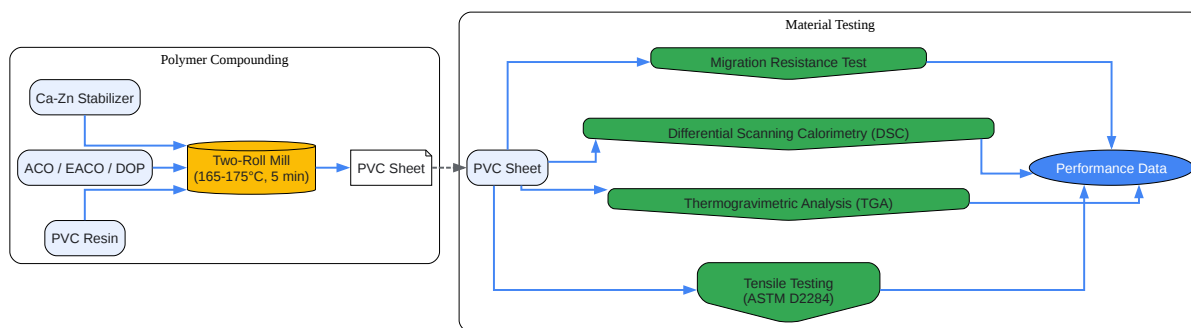 Polymer Compounding
Ca-Zn Stabilizer
ACO / EACO / DOP
PVC Resin
Two-Roll Mill
(165-175°C, 5 min)
PVC Sheet
Material Testing
PVC Sheet
Migration Resistance Test
Differential Scanning Calorimetry (DSC)
Thermogravimetric Analysis (TGA)
Tensile Testing
(ASTM D2284)
Performance Data